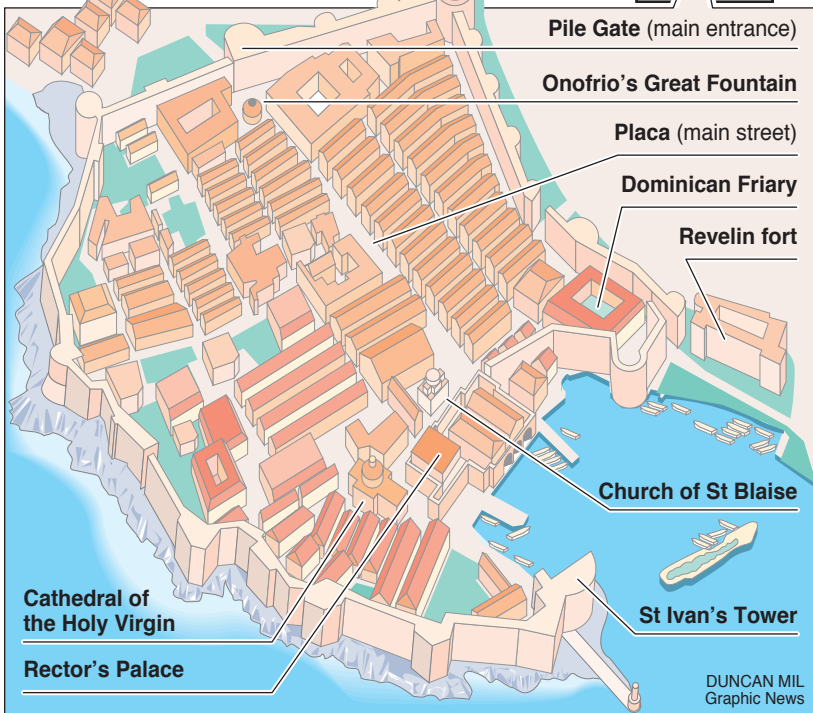 Pile Gate (main entrance)
Onofrio's Great Fountain
Placa (main street)
Dominican Friary
Revelin fort
Church of St Blaise
Cathedral of
the Holy Virgin
St Ivan's Tower
Rector's Palace
DUNCAN MIL
Graphic News